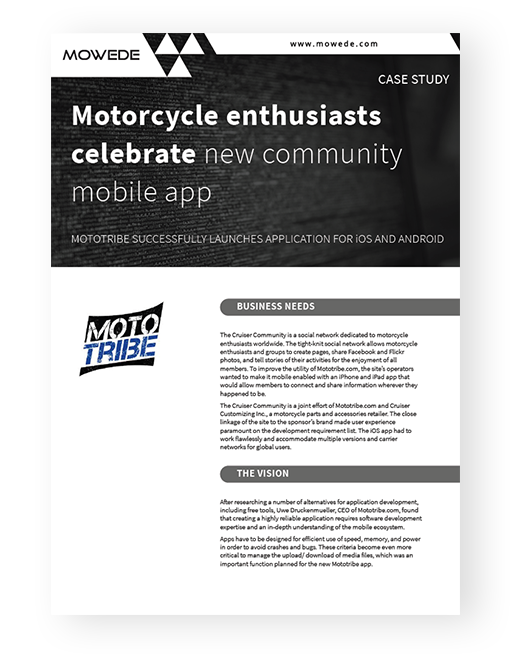 MOWEDE
www.mowede.com
CASE STUDY
Motorcycle enthusiasts
celebrate new community
mobile app
MOTOTRIBE SUCCESSFULLY LAUNCHES APPLICATION FOR iOS AND ANDROID
MOTO
TRIBE
BUSINESS NEEDS
The Cruiser Community is a social network dedicated to motorcycle
enthusiasts worldwide. The tight-knit social network allows motorcycle
enthusiasts and groups to create pages, share Facebook and Flickr
photos, and tell stories of their activities for the enjoyment of all
members. To improve the utility of Mototribe.com, the site's operators
wanted to make it mobile enabled with an iPhone and iPad app that
would allow members to connect and share information wherever they
happened to be.
The Cruiser Community is a joint effort of Mototribe.com and Cruiser
Customizing Inc., a motorcycle parts and accessories retailer. The close
linkage of the site to the sponsor's brand made user experience
paramount on the development requirement list. The iOS app had to
work flawlessly and accommodate multiple versions and carrier
networks for global users.
THE VISION
After researching a number of alternatives for application development,
including free tools, Uwe Druckenmueller, CEO of Mototribe.com, found
that creating a highly reliable application requires software development
expertise and an in-depth understanding of the mobile ecosystem.
Apps have to be designed for efficient use of speed, memory, and power
in order to avoid crashes and bugs. These criteria become even more
critical to manage the upload/ download of media files, which was an
important function planned for the new Mototribe app.